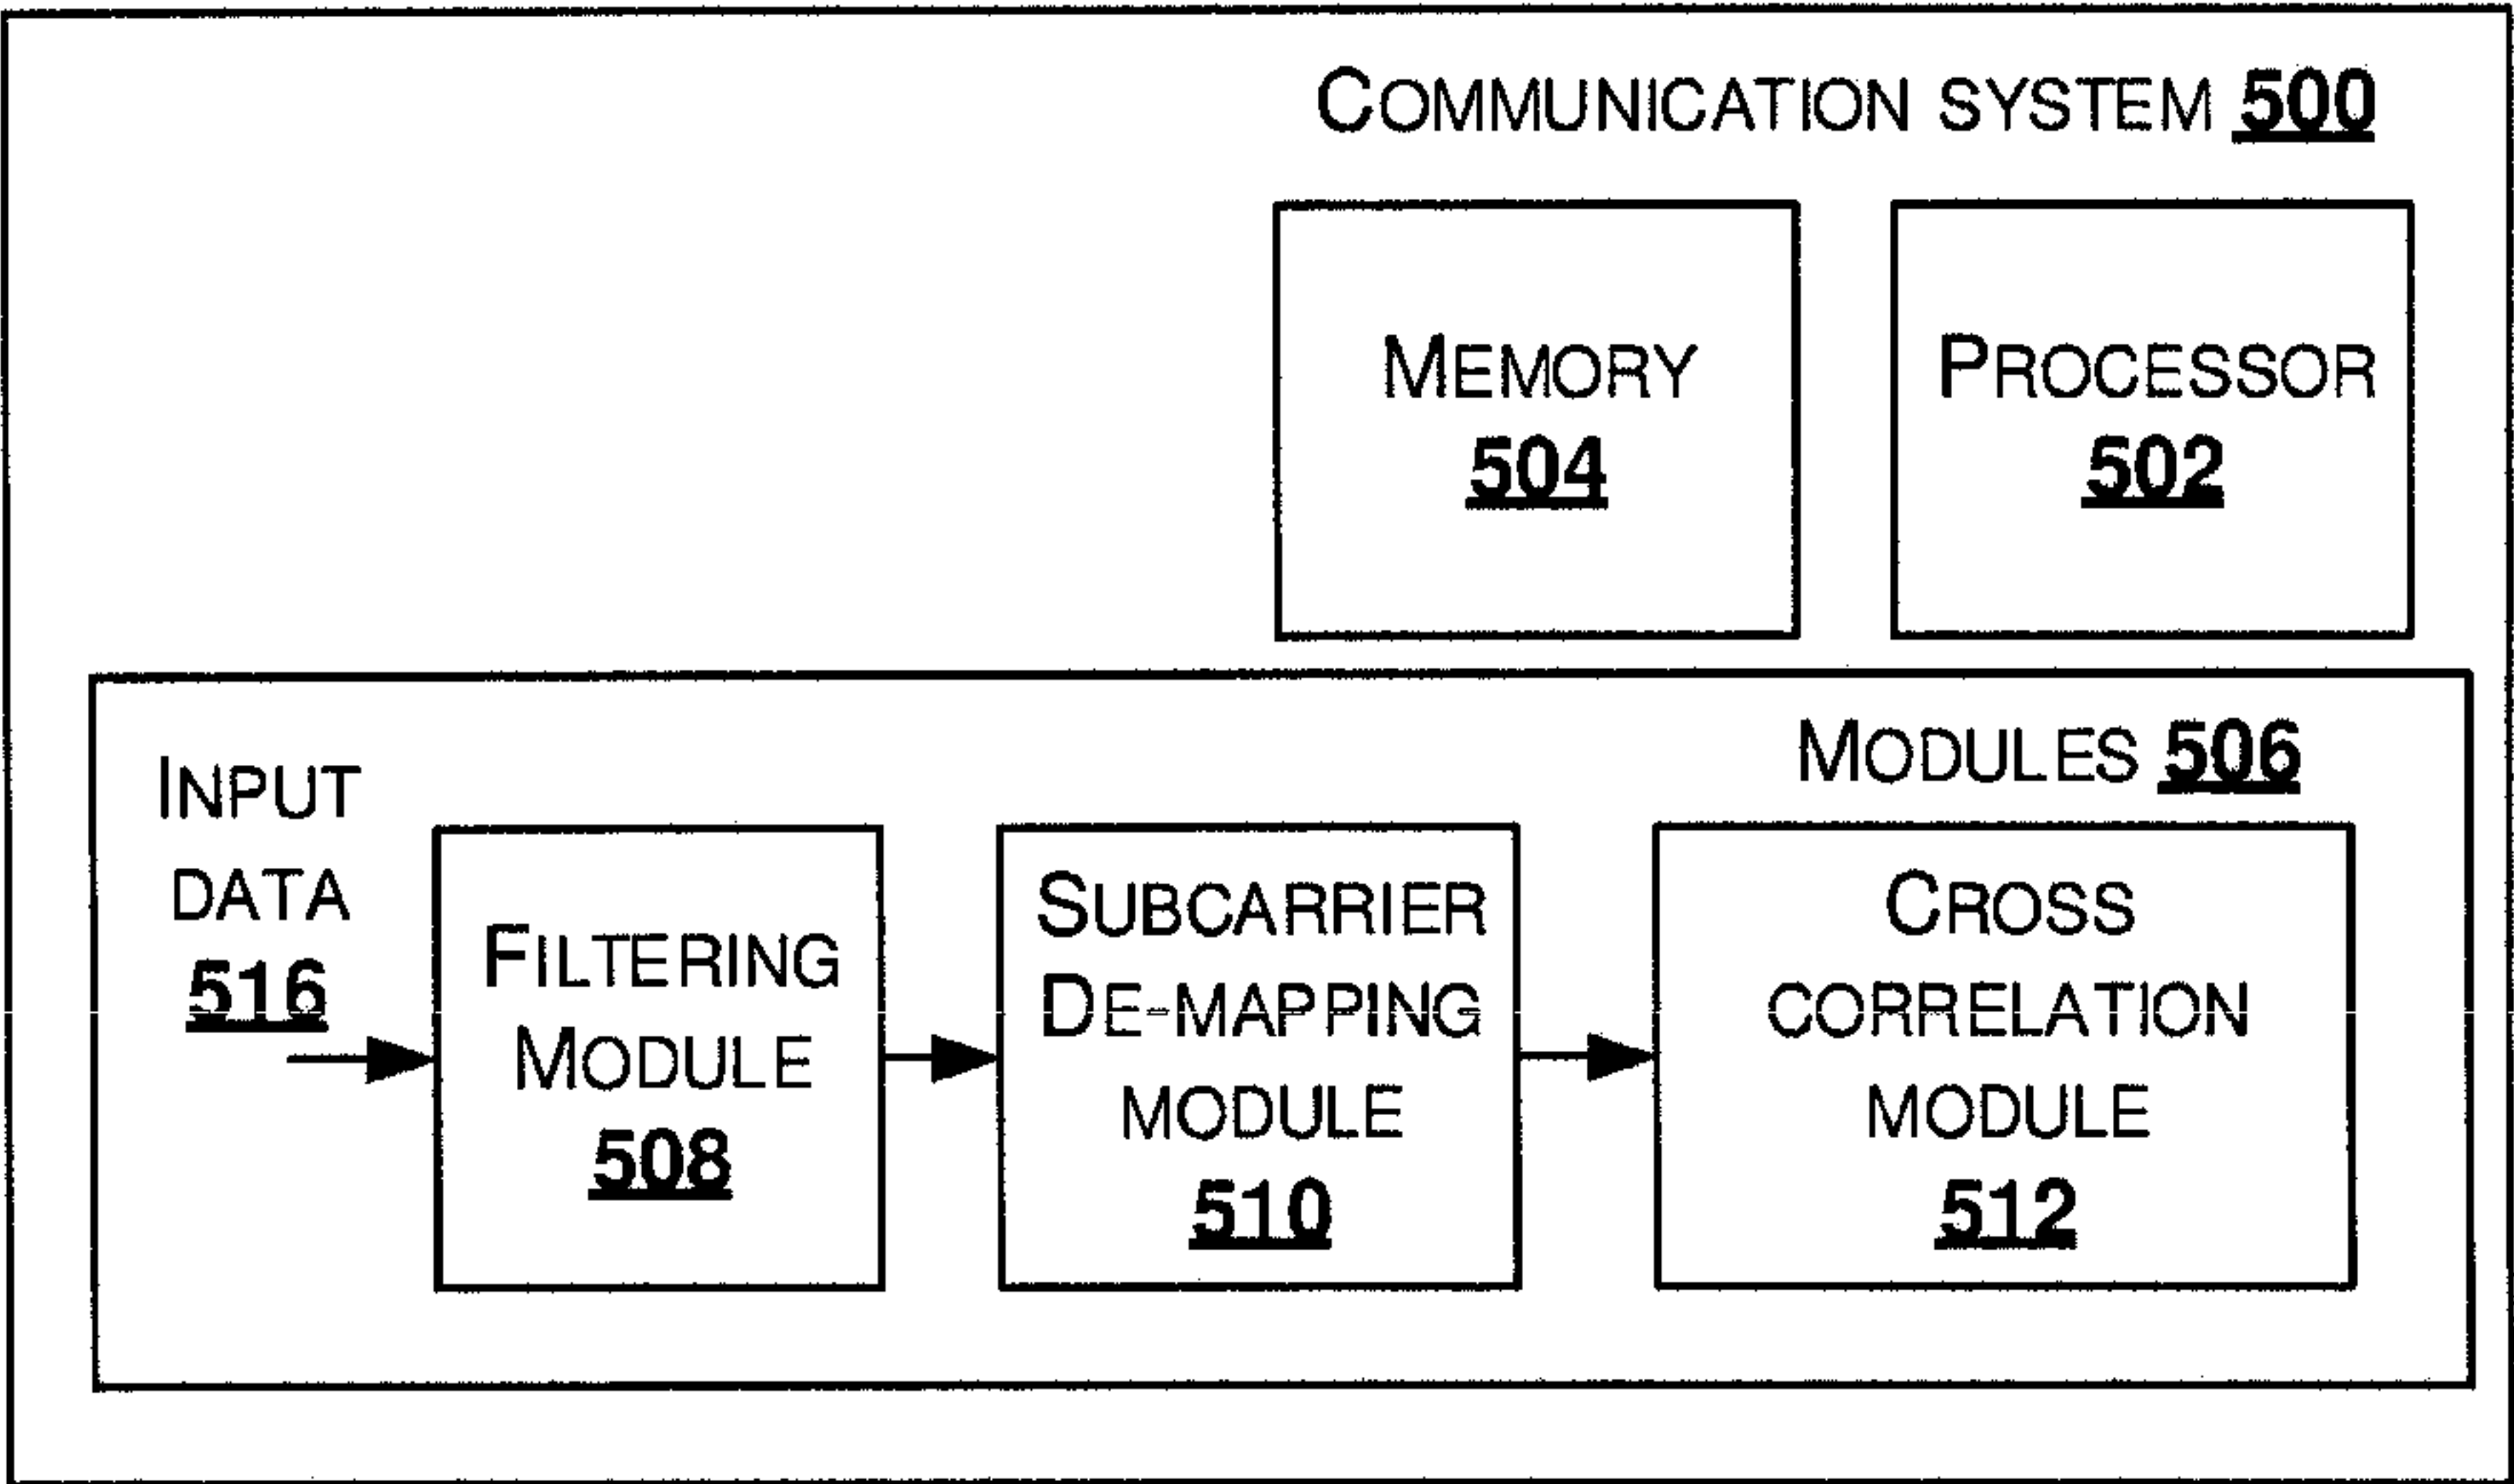 COMMUNICATION SYSTEM 500
MEMORY
504
PROCESSOR
502
MODULES 506
INPUT
DATA
516
FILTERING
MODULE
508
SUBCARRIER
DE-MAPPING
MODULE
510
CROSS
CORRELATION
MODULE
512